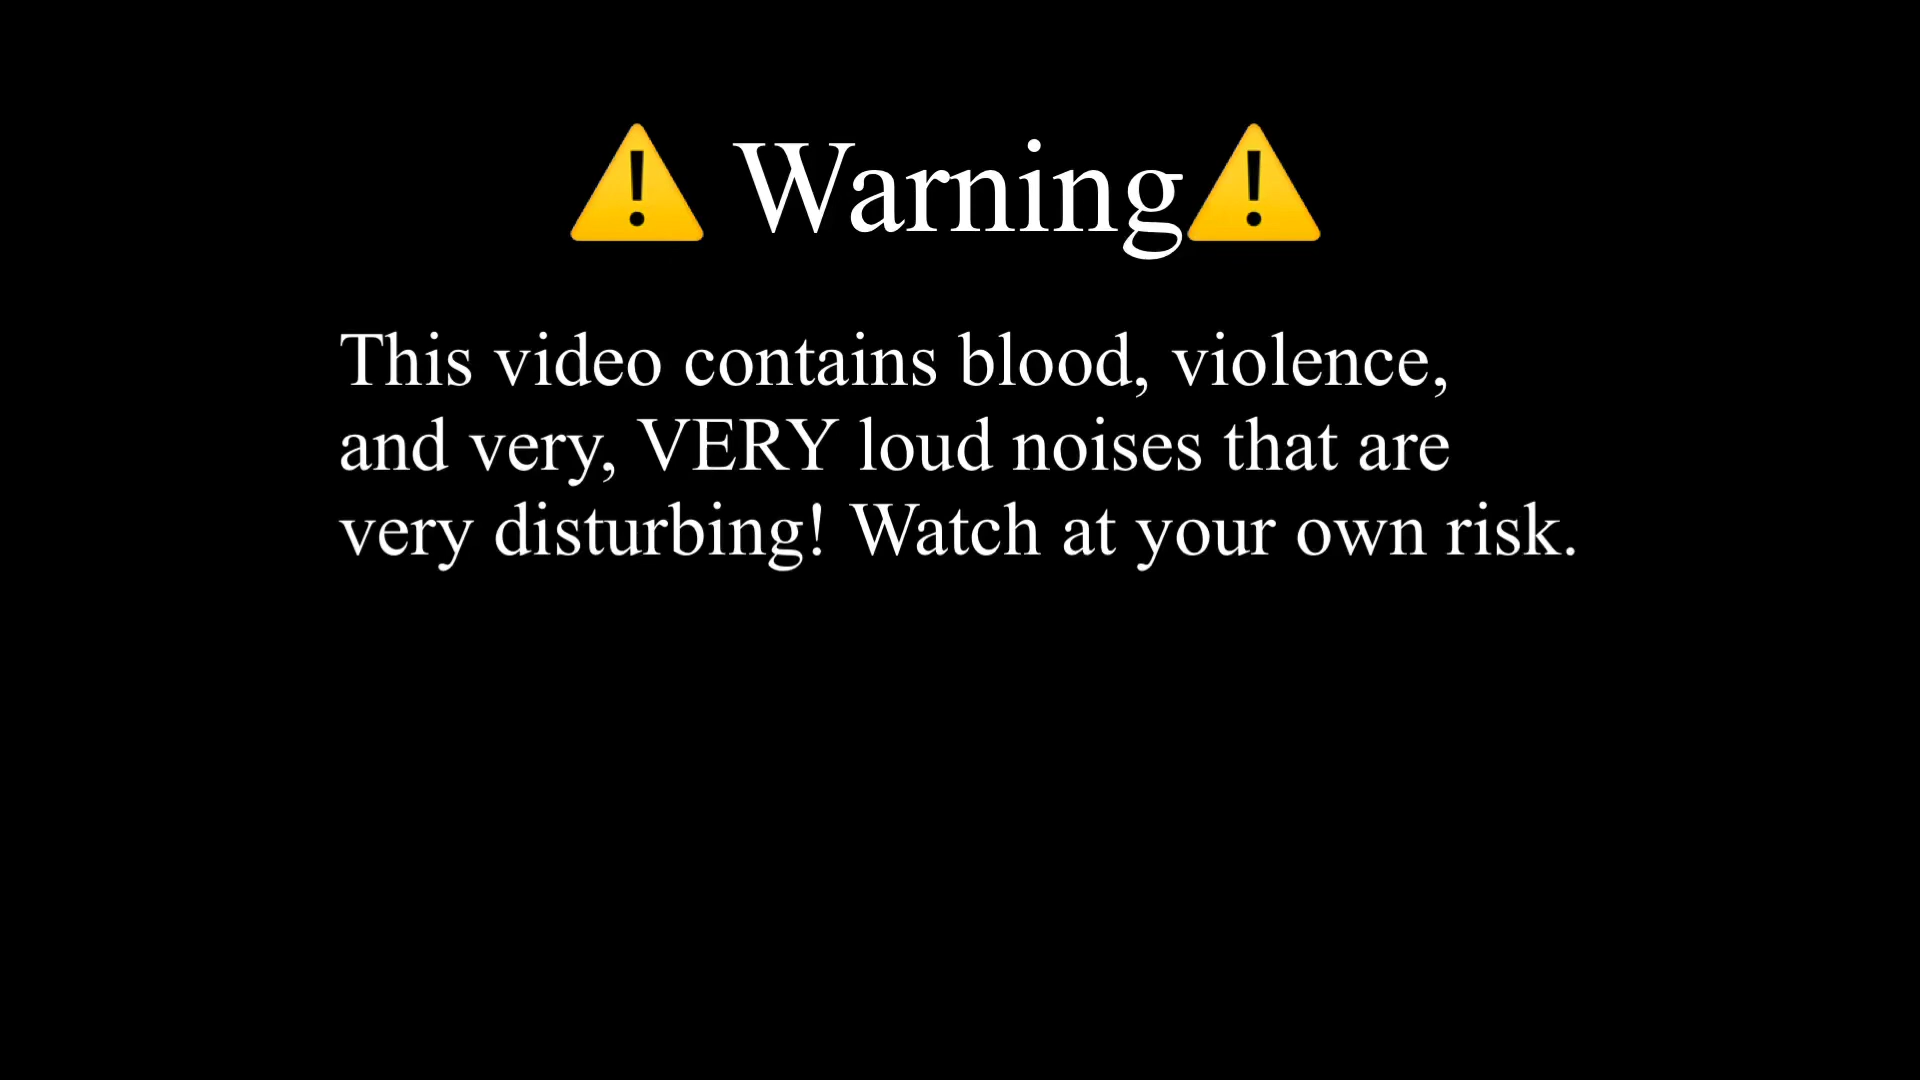 ⚠️ Warning⚠️
This video contains blood, violence,
and very, VERY loud noises that are
very disturbing! Watch at your own risk.